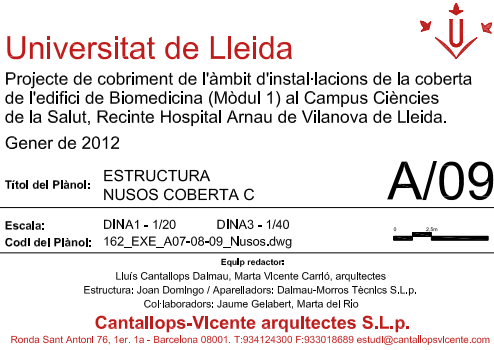 Universitat de Lleida
Projecte de cobriment de l'àmbit d'instal·lacions de la coberta
de l'edifici de Biomedicina (Mòdul 1) al Campus Ciències
de la Salut, Recinte Hospital Arnau de Vilanova de Lleida.
Gener de 2012
Títol del Plànol: ESTRUCTURA
NUSOS COBERTA C
A/09
Escala: DINA1 - 1/20 DINA3 - 1/40
Codi del Plànol: 162_EXE_A07-08-09_Nusos.dwg
0 2,5m
Equip redactor:
Lluís Cantallops Dalmau, Marta Vicente Carrió, arquitectes
Estructura: Joan Domingo / Aparelladors: Dalmau-Morros Tècnics S.L.p.
Col·laboradors: Jaume Gelabert, Marta del Rio
Cantallops-Vicente arquitectes S.L.p.
Ronda Sant Antoni 76, 1er. 1a - Barcelona 08001. T:934124300 F:933018689 estudi@cantallopsvicente.com